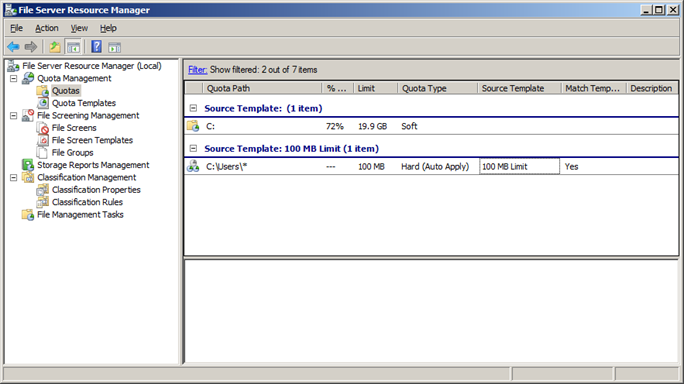 File Server Resource Manager
File Action View Help
File Server Resource Manager (Local)
Quota Management
Quotas
Quota Templates
File Screening Management
File Screens
File Screen Templates
File Groups
Storage Reports Management
Classification Management
Classification Properties
Classification Rules
File Management Tasks
Filter: Show filtered: 2 out of 7 items
Quota Path % ... Limit Quota Type Source Template Match Temp... Description
Source Template: (1 item)
C: 72% 19.9 GB Soft
Source Template: 100 MB Limit (1 item)
C:\Users\* --- 100 MB Hard (Auto Apply) 100 MB Limit Yes